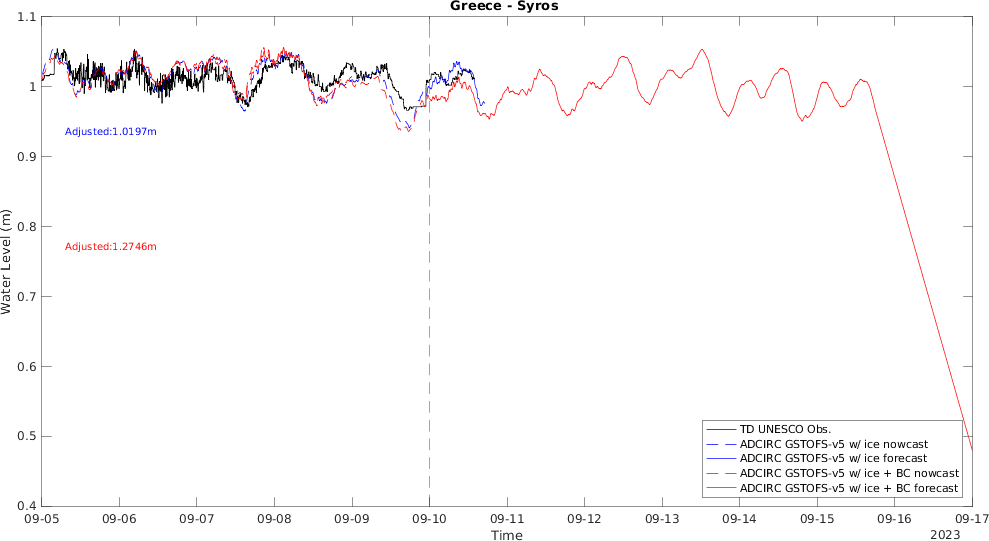 Greece - Syros
1.1
1
0.9
0.8
0.7
0.6
0.5
0.4
Water Level (m)
Adjusted:1.0197m
Adjusted:1.2746m
TD UNESCO Obs.
ADCIRC GSTOFS-v5 w/ ice nowcast
ADCIRC GSTOFS-v5 w/ ice forecast
ADCIRC GSTOFS-v5 w/ ice + BC nowcast
ADCIRC GSTOFS-v5 w/ ice + BC forecast
09-05 09-06 09-07 09-08 09-09 09-10 09-11 09-12 09-13 09-14 09-15 09-16 09-17
Time
2023